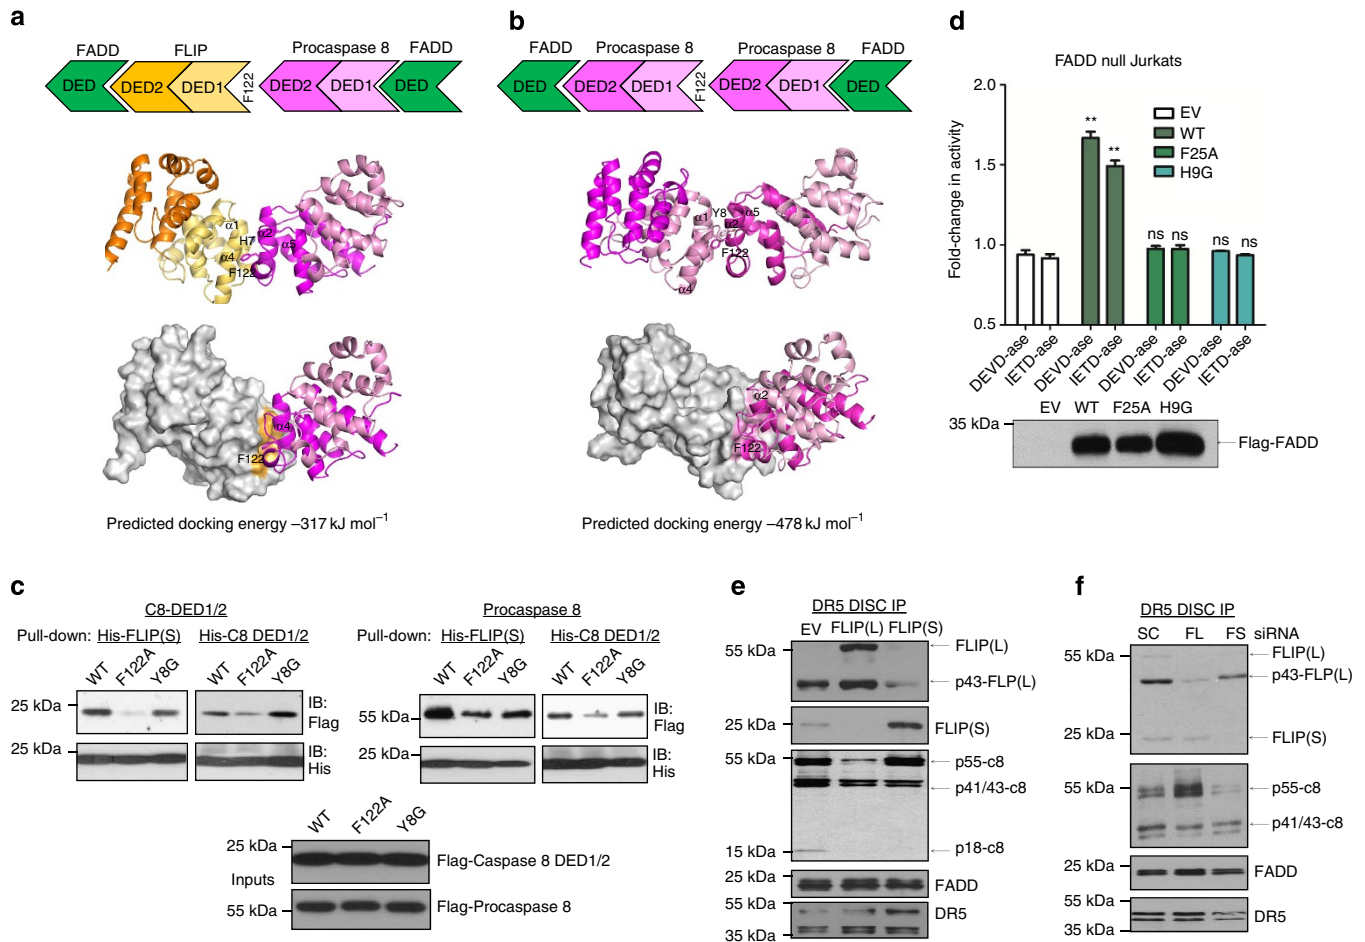 a
FADD FLIP Procaspase 8 FADD
DED DED2 DED1 F122 DED2 DED1 DED
α1 α2 H7 α5 α4 F122
α4 F122
Predicted docking energy –317 kJ mol–1
b
FADD Procaspase 8 Procaspase 8 FADD
DED DED2 DED1 F122 DED2 DED1 DED
α1 Y8 α5 α2 F122 α4
α2 F122
Predicted docking energy –478 kJ mol–1
c
C8-DED1/2
Pull-down: His-FLIP(S) His-C8 DED1/2
WT F122A Y8G WT F122A Y8G
25 kDa IB: Flag
25 kDa IB: His
Procaspase 8
Pull-down: His-FLIP(S) His-C8 DED1/2
WT F122A Y8G WT F122A Y8G
55 kDa IB: Flag
25 kDa IB: His
WT F122A Y8G
25 kDa Flag-Caspase 8 DED1/2
Inputs
55 kDa Flag-Procaspase 8
d
FADD null Jurkats
Fold-change in activity
2.0
1.5
1.0
0.5
EV
WT
F25A
H9G
** ** ns ns ns ns
DEVD-ase IETD-ase DEVD-ase IETD-ase DEVD-ase IETD-ase DEVD-ase IETD-ase
EV WT F25A H9G
35 kDa Flag-FADD
e
DR5 DISC IP
EV FLIP(L) FLIP(S)
55 kDa FLIP(L)
p43-FLP(L)
25 kDa FLIP(S)
55 kDa p55-c8
p41/43-c8
15 kDa p18-c8
25 kDa FADD
55 kDa DR5
35 kDa
f
DR5 DISC IP
SC FL FS siRNA
55 kDa FLIP(L)
p43-FLP(L)
25 kDa FLIP(S)
55 kDa p55-c8
40 kDa p41/43-c8
25 kDa FADD
55 kDa DR5
35 kDa